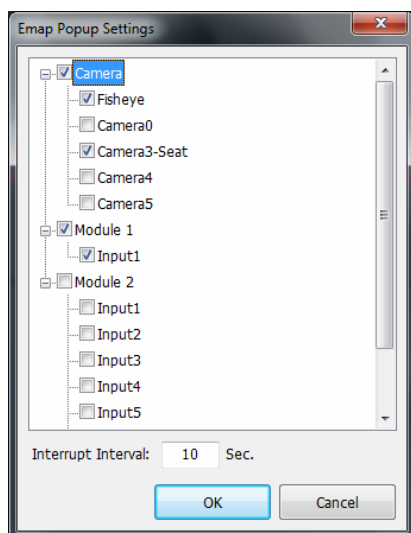 Emap Popup Settings
Camera
Fisheye
Camera0
Camera3-Seat
Camera4
Camera5
Module 1
Input1
Module 2
Input1
Input2
Input3
Input4
Input5
Interrupt Interval: 10 Sec.
OK Cancel